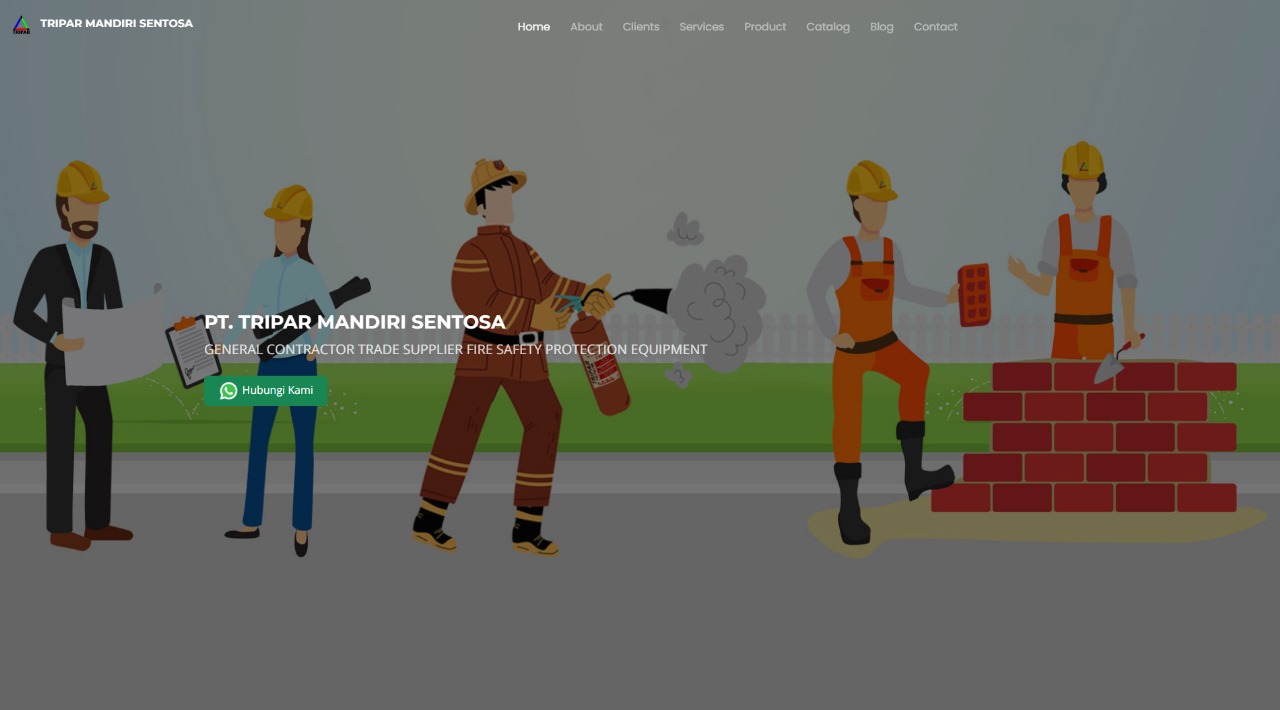 TRIPAR
TRIPAR MANDIRI SENTOSA
Home
About
Clients
Services
Product
Catalog
Blog
Contact
PT. TRIPAR MANDIRI SENTOSA
GENERAL CONTRACTOR TRADE SUPPLIER FIRE SAFETY PROTECTION EQUIPMENT
Hubungi Kami